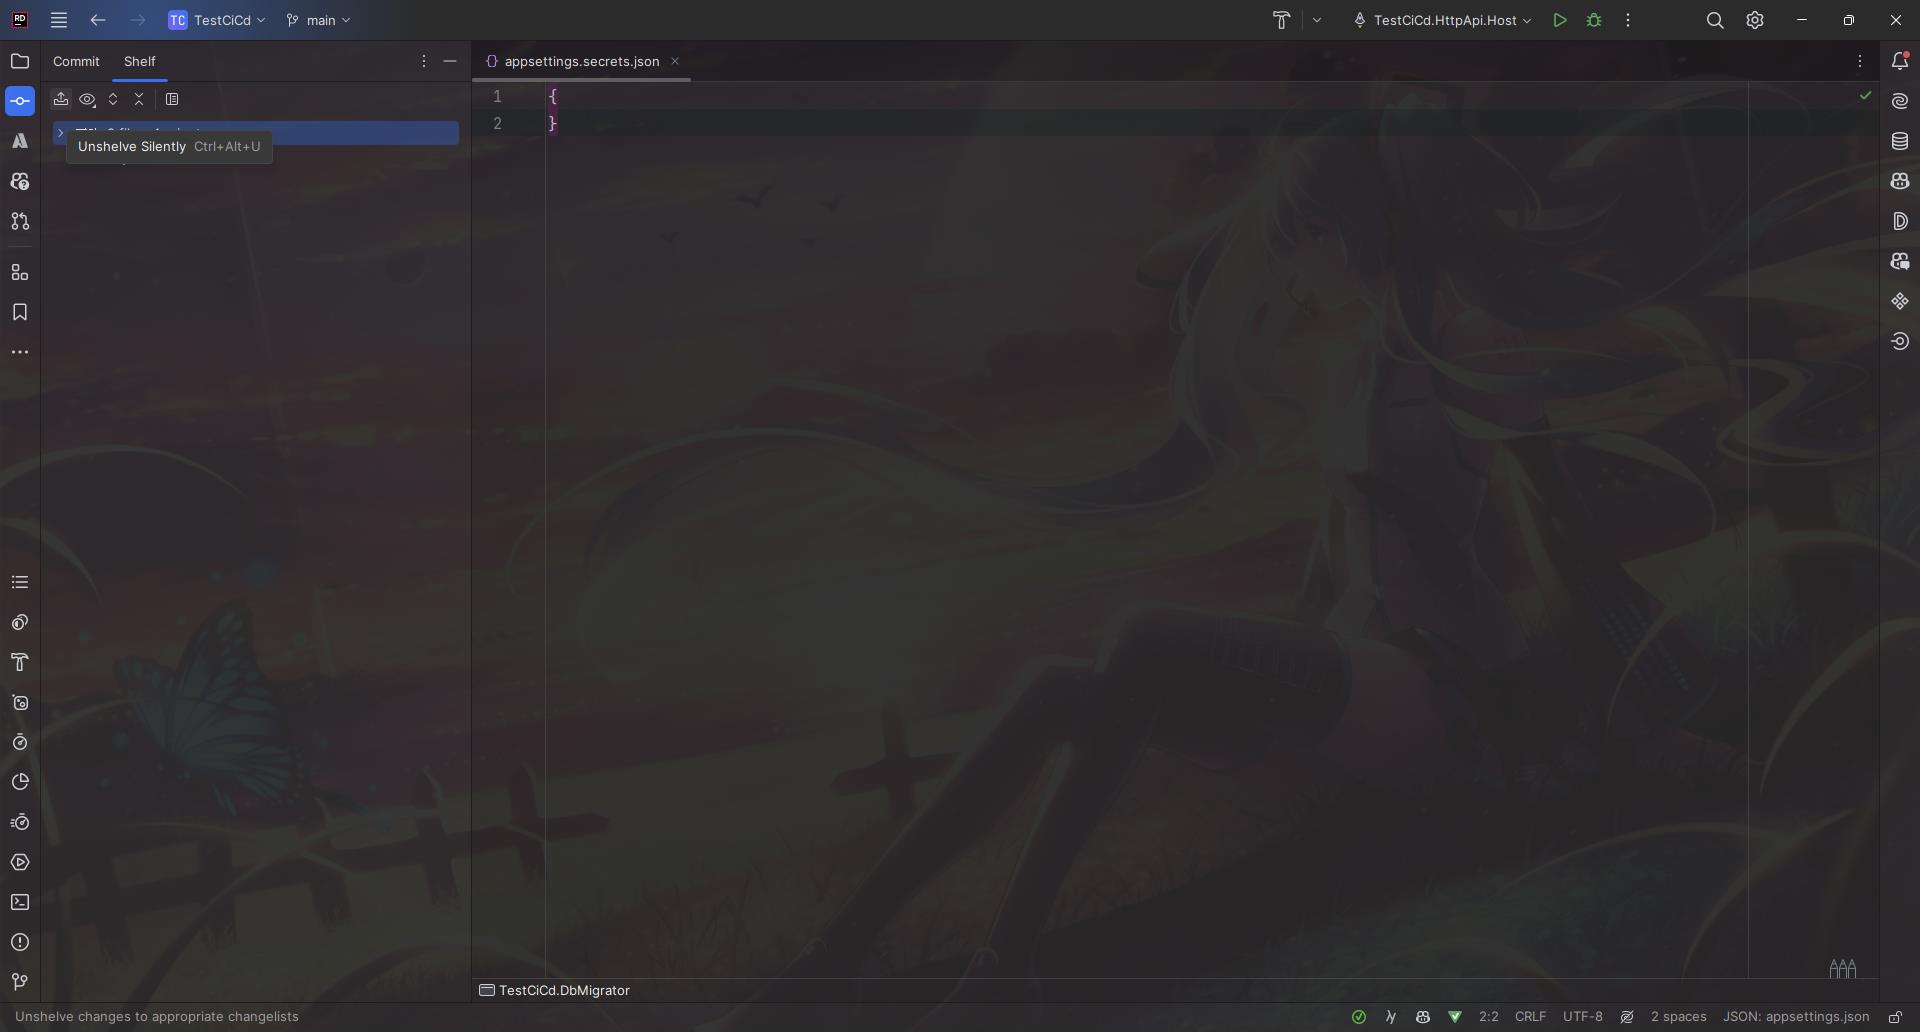 TC TestCiCd main TestCiCd.HttpApi.Host
Commit Shelf appsettings.secrets.json
1 {
2 }
Unshelve Silently Ctrl+Alt+U
TestCiCd.DbMigrator
Unshelve changes to appropriate changelists 2:2 CRLF UTF-8 2 spaces JSON: appsettings.json